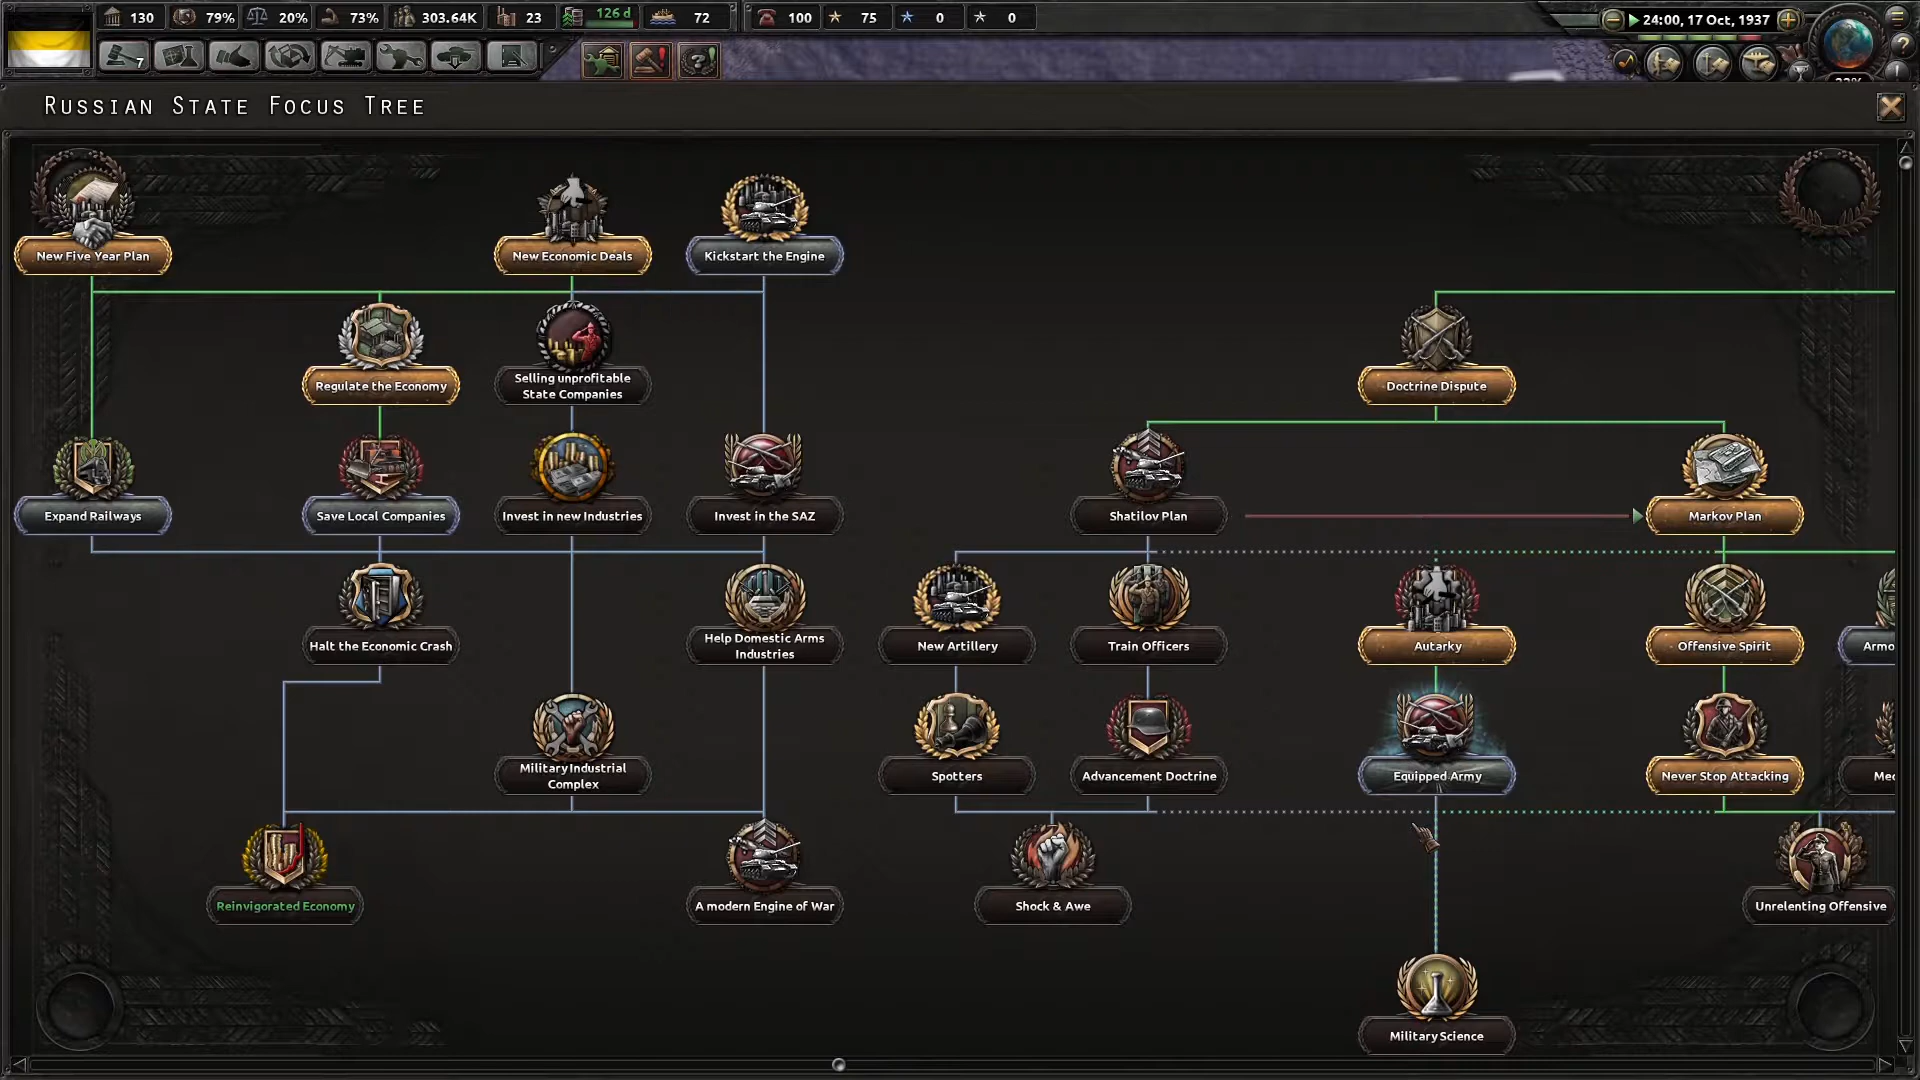 130
79%
20%
73%
303.64K
23
126 d
72
100
75
0
0
24:00, 17 Oct, 1937
7
Russian State Focus Tree
New Five Year Plan
New Economic Deals
Kickstart the Engine
Regulate the Economy
Selling unprofitable
State Companies
Doctrine Dispute
Expand Railways
Save Local Companies
Invest in new Industries
Invest in the SAZ
Shatilov Plan
Markov Plan
Halt the Economic Crash
Help Domestic Arms
Industries
New Artillery
Train Officers
Autarky
Offensive Spirit
Armo
Military Industrial
Complex
Spotters
Advancement Doctrine
Equipped Army
Never Stop Attacking
Reinvigorated Economy
A modern Engine of War
Shock & Awe
Unrelenting Offensive
Military Science